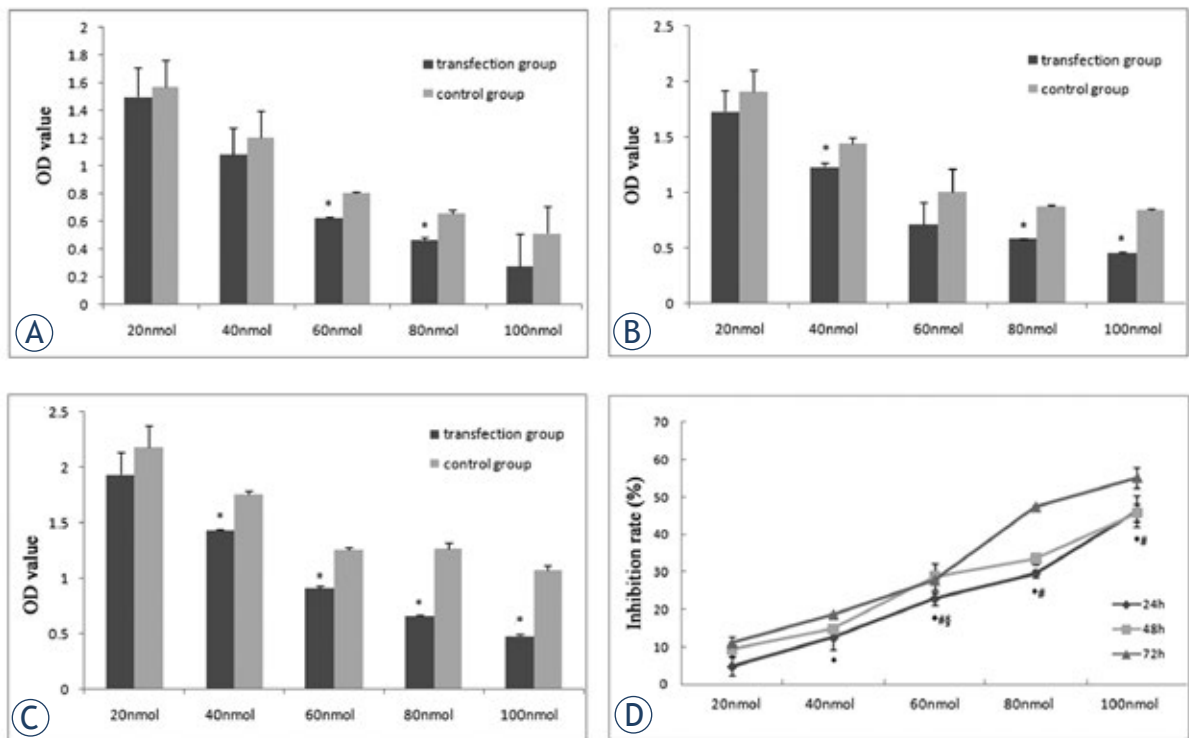 2
1.8
1.6
1.4
1.2
1
0.8
0.6
0.4
0.2
0
OD value
transfection group
control group
*
*
20nmol 40nmol 60nmol 80nmol 100nmol
A
2.5
2
1.5
1
0.5
0
OD value
transfection group
control group
*
*
*
20nmol 40nmol 60nmol 80nmol 100nmol
B
2.5
2
1.5
1
0.5
0
OD value
transfection group
control group
*
*
*
*
20nmol 40nmol 60nmol 80nmol 100nmol
C
70
60
50
40
30
20
10
0
Inhibition rate (%)
24h
48h
72h
*
*#§
*#
*#
20nmol 40nmol 60nmol 80nmol 100nmol
D